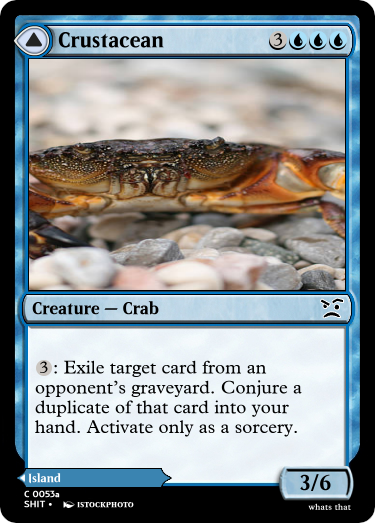 Crustacean 3
Creature — Crab
3: Exile target card from an
opponent's graveyard. Conjure a
duplicate of that card into your
hand. Activate only as a sorcery.
Island
3/6
C 0053a
SHIT • ISTOCKPHOTO
whats that